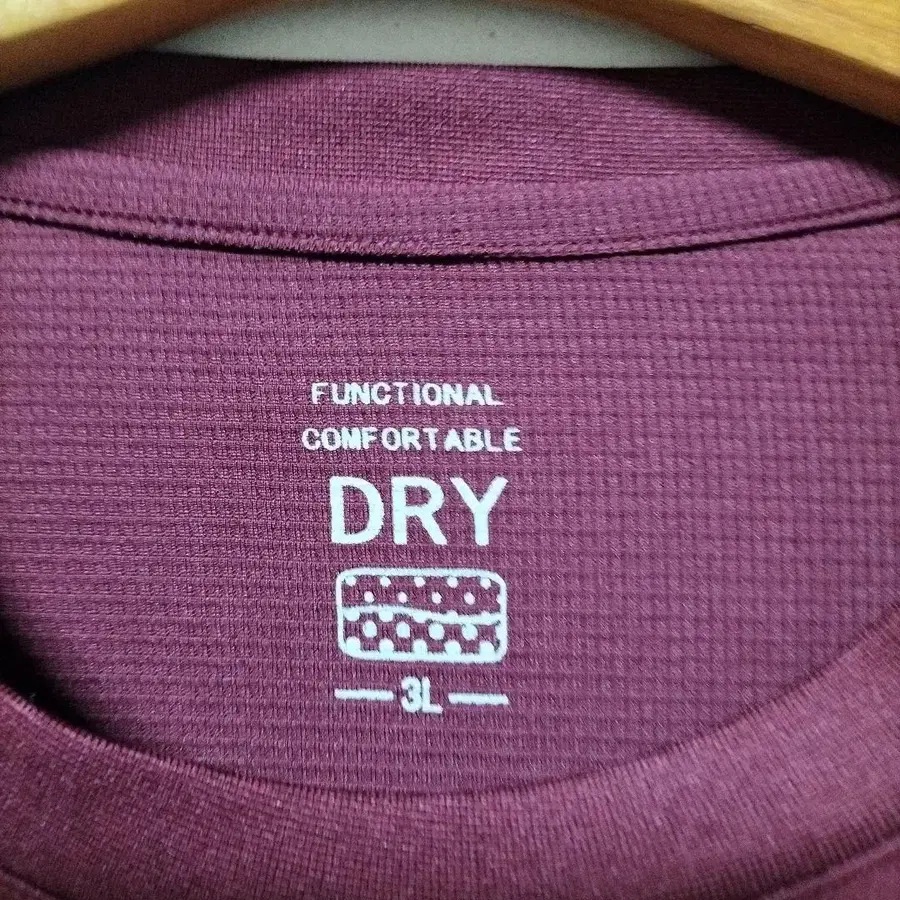 FUNCTIONAL
COMFORTABLE
DRY
3L